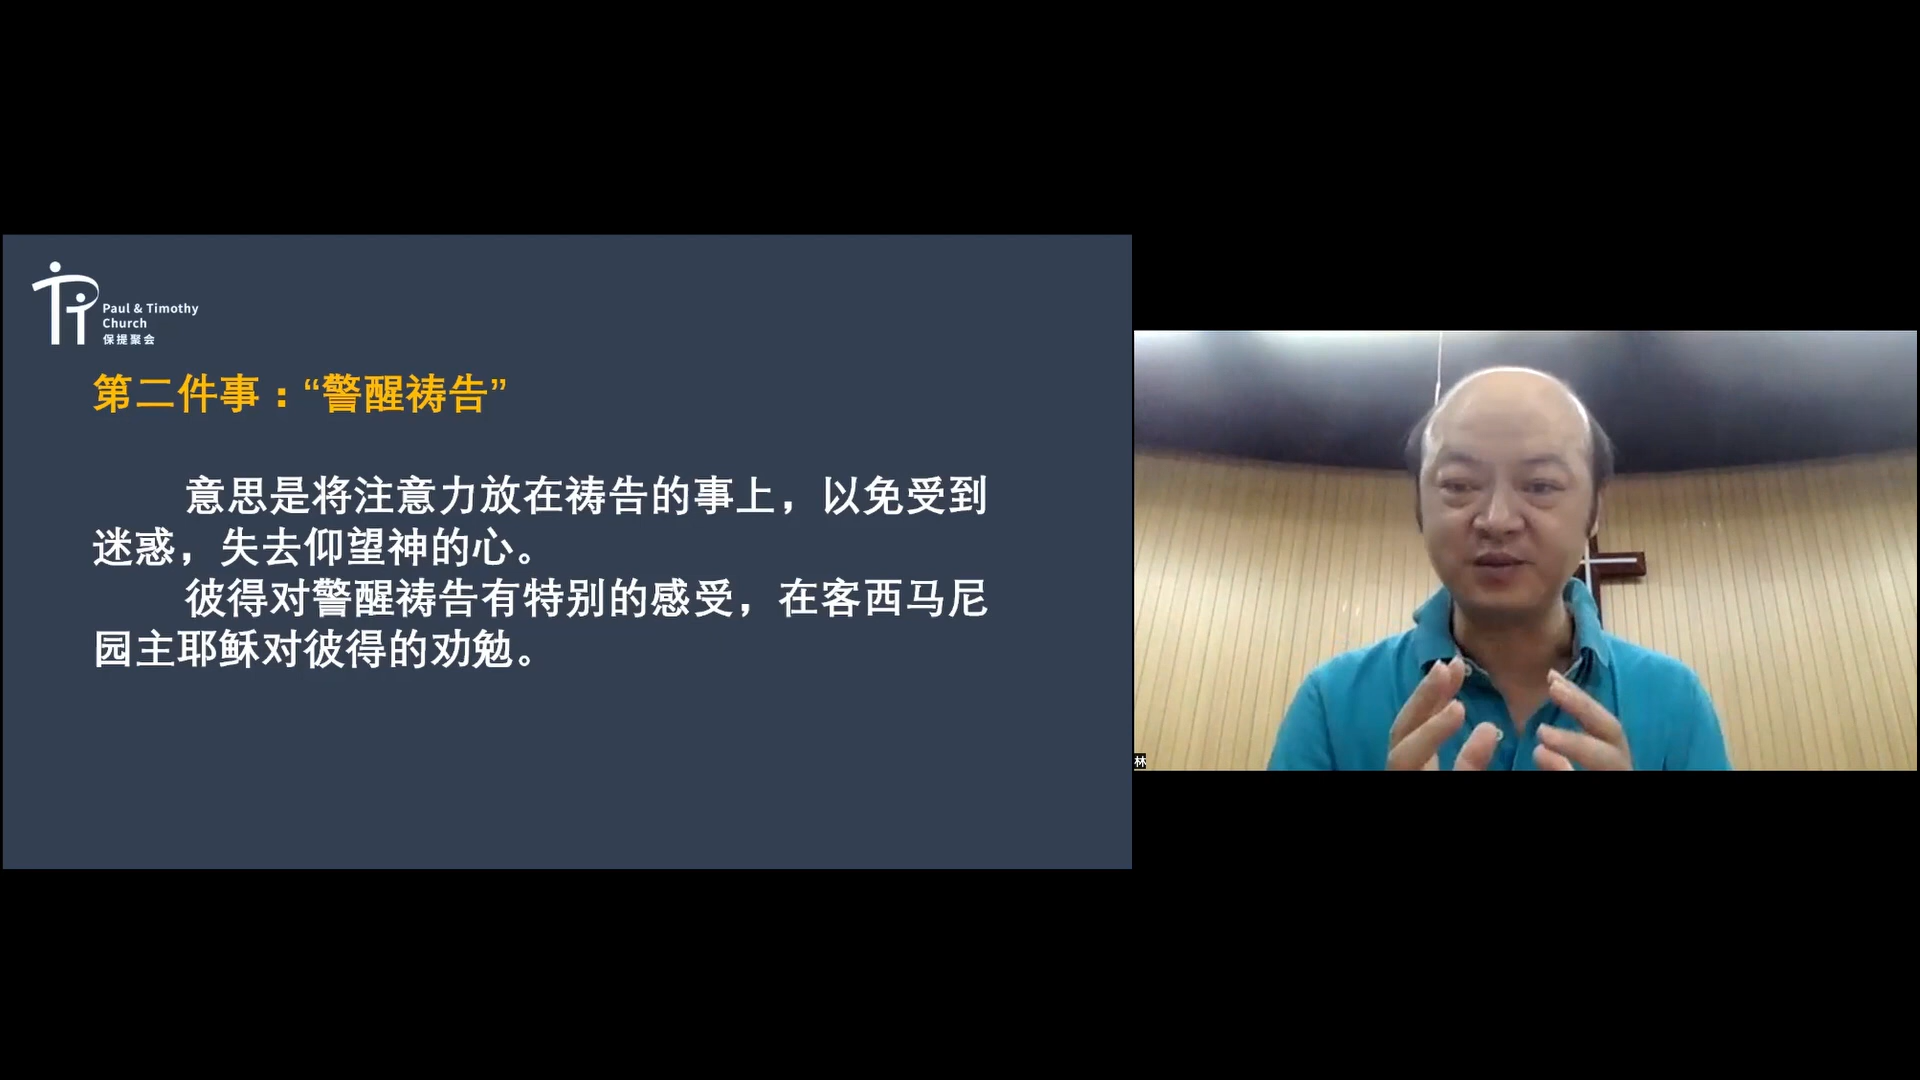 Paul & Timothy
Church
保提聚会
第二件事：“警醒祷告”
意思是将注意力放在祷告的事上，以免受到
迷惑，失去仰望神的心。
彼得对警醒祷告有特别的感受，在客西马尼
园主耶稣对彼得的劝勉。
林